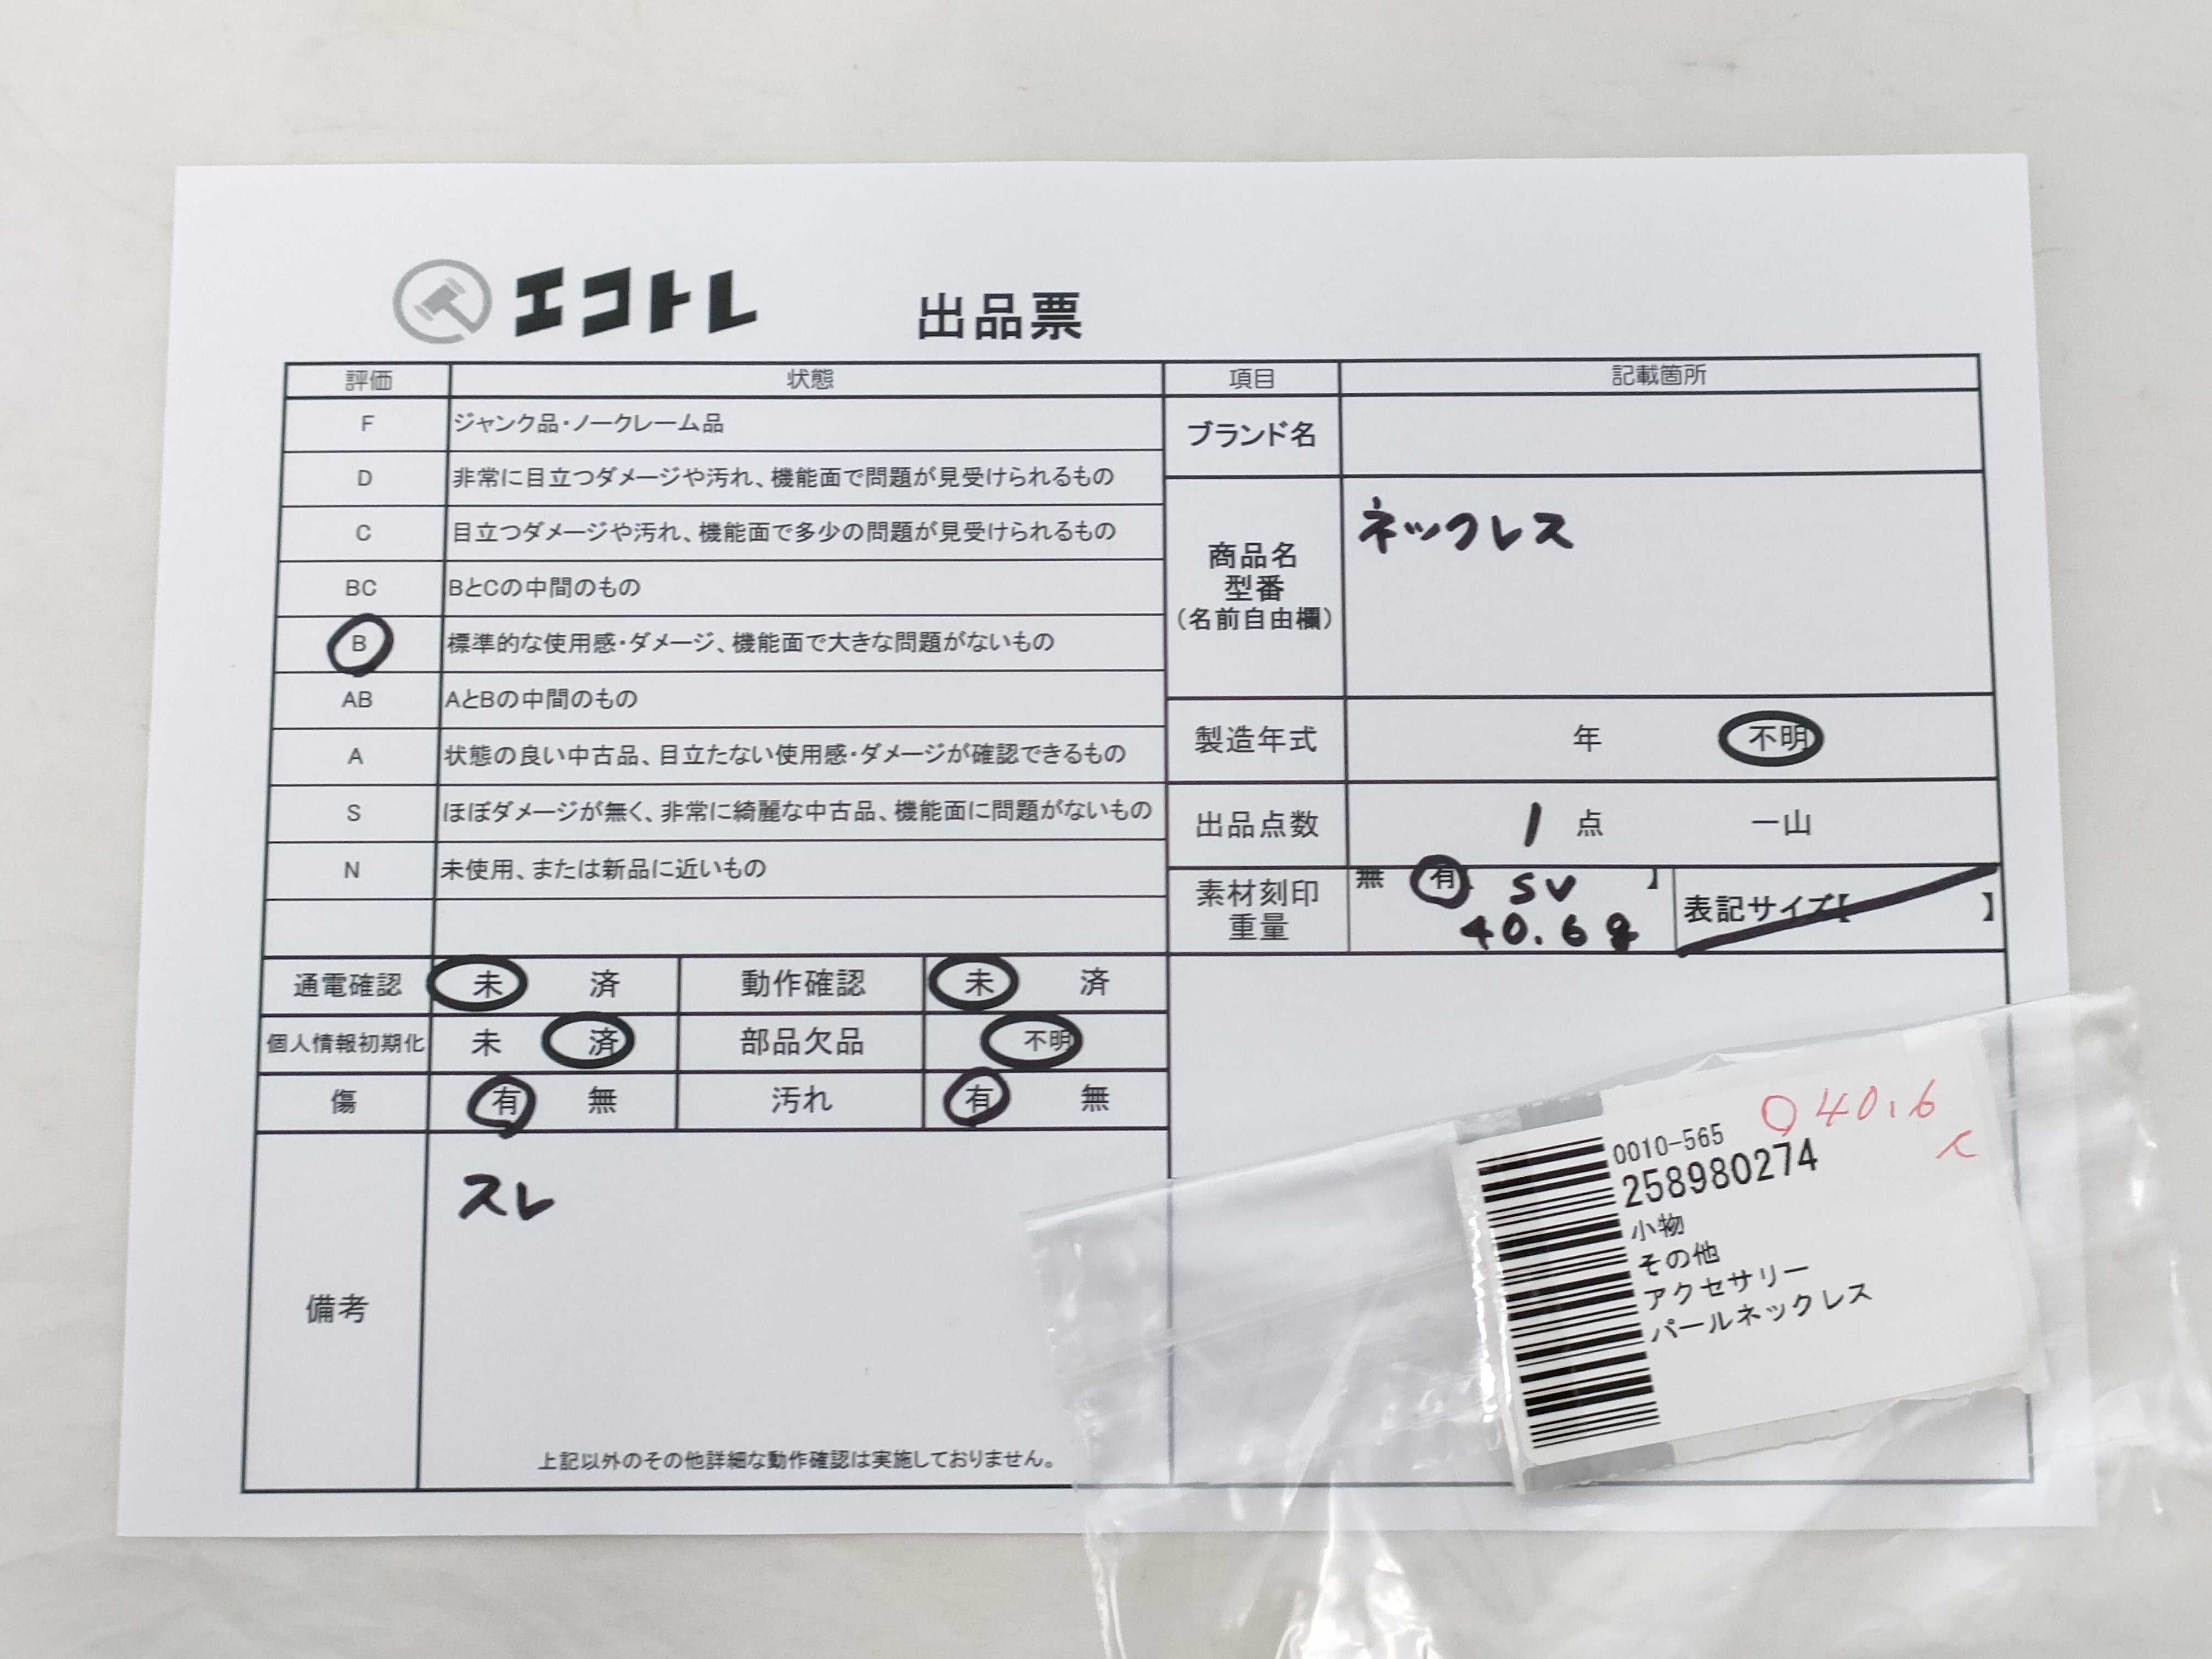 エコトレ 出品票
評価 状態 項目 記載箇所
F ジャンク品・ノークレーム品
D 非常に目立つダメージや汚れ、機能面で問題が見受けられるもの
C 目立つダメージや汚れ、機能面で多少の問題が見受けられるもの
BC BとCの中間のもの
B 標準的な使用感・ダメージ、機能面で大きな問題がないもの
AB AとBの中間のもの
A 状態の良い中古品、目立たない使用感・ダメージが確認できるもの
S ほぼダメージが無く、非常に綺麗な中古品、機能面に問題がないもの
N 未使用、または新品に近いもの
ブランド名
商品名
型番
(名前自由欄)
ネックレス
製造年式 年 不明
出品点数 1 点 一山
素材刻印
重量
無 有 SV 】
40.6g
表記サイズ【 】
通電確認 未 済 動作確認 未 済
個人情報初期化 未 済 部品欠品 不明
傷 有 無 汚れ 有 無
備考
スレ
上記以外のその他詳細な動作確認は実施しておりません。
40.6
0010-565
258980274
小物
その他
アクセサリー
パールネックレス